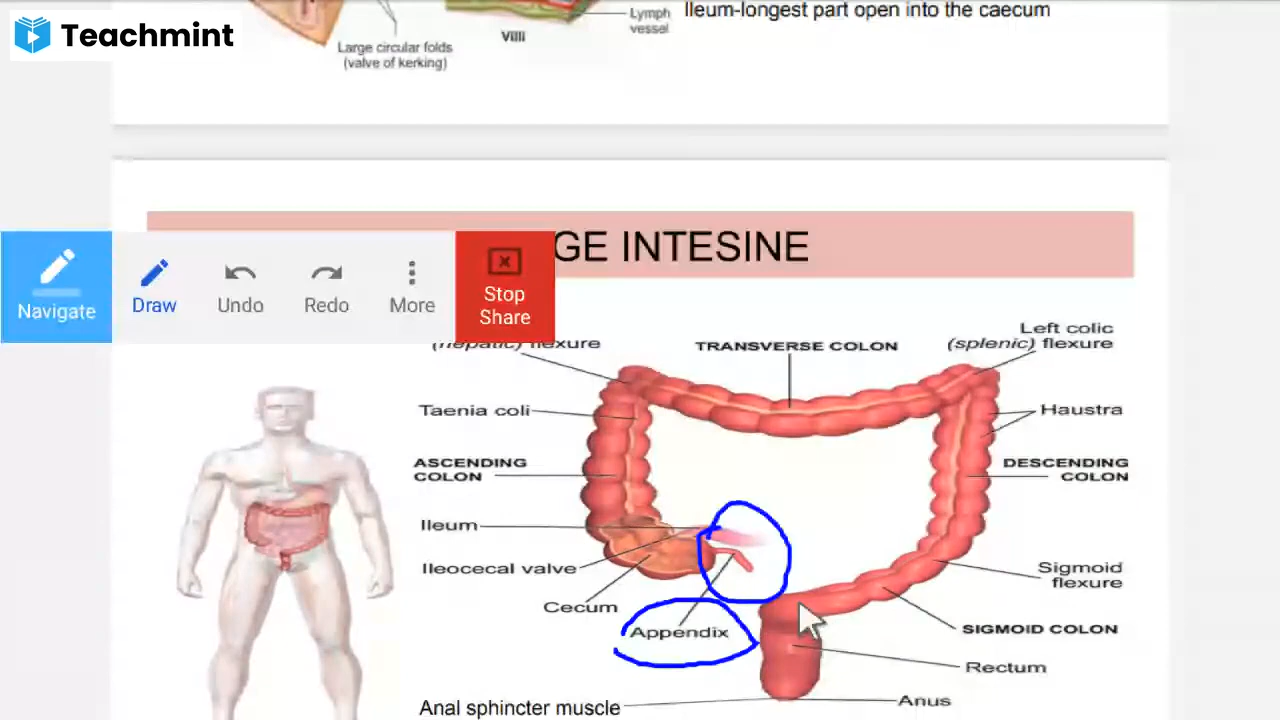 Teachmint
Lymph
vessel
Ileum-longest part open into the caecum
Villi
Large circular folds
(valve of kerking)
GE INTESINE
Navigate
Draw
Undo
Redo
More
Stop
Share
(hepatic) flexure
TRANSVERSE COLON
Left colic
(splenic) flexure
Taenia coli
Haustra
ASCENDING
COLON
DESCENDING
COLON
Ileum
Ileocecal valve
Sigmoid
flexure
Cecum
Appendix
SIGMOID COLON
Rectum
Anal sphincter muscle
Anus